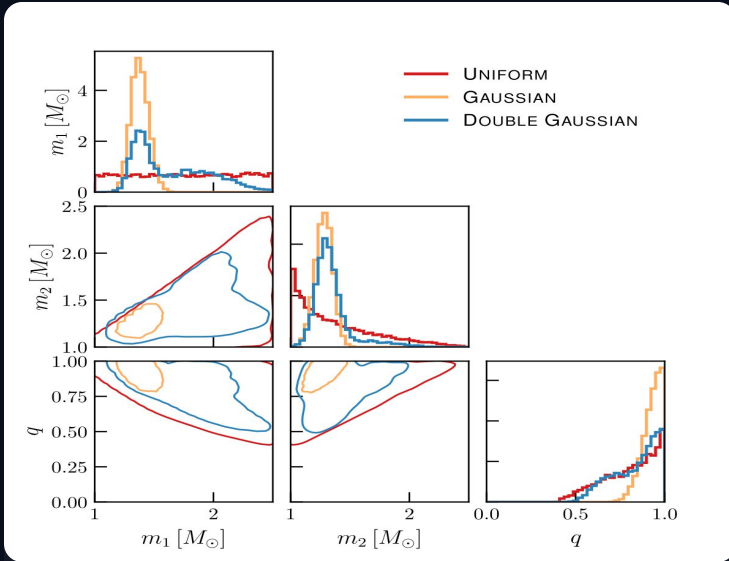 UNIFORM
GAUSSIAN
DOUBLE GAUSSIAN
m₁ [M⊙]
4
2
0
m₂ [M⊙]
2.5
2.0
1.5
1.0
q
1.00
0.75
0.50
0.25
0.00
1 2
1 2
0.0 0.5 1.0
m₁ [M⊙]
m₂ [M⊙]
q